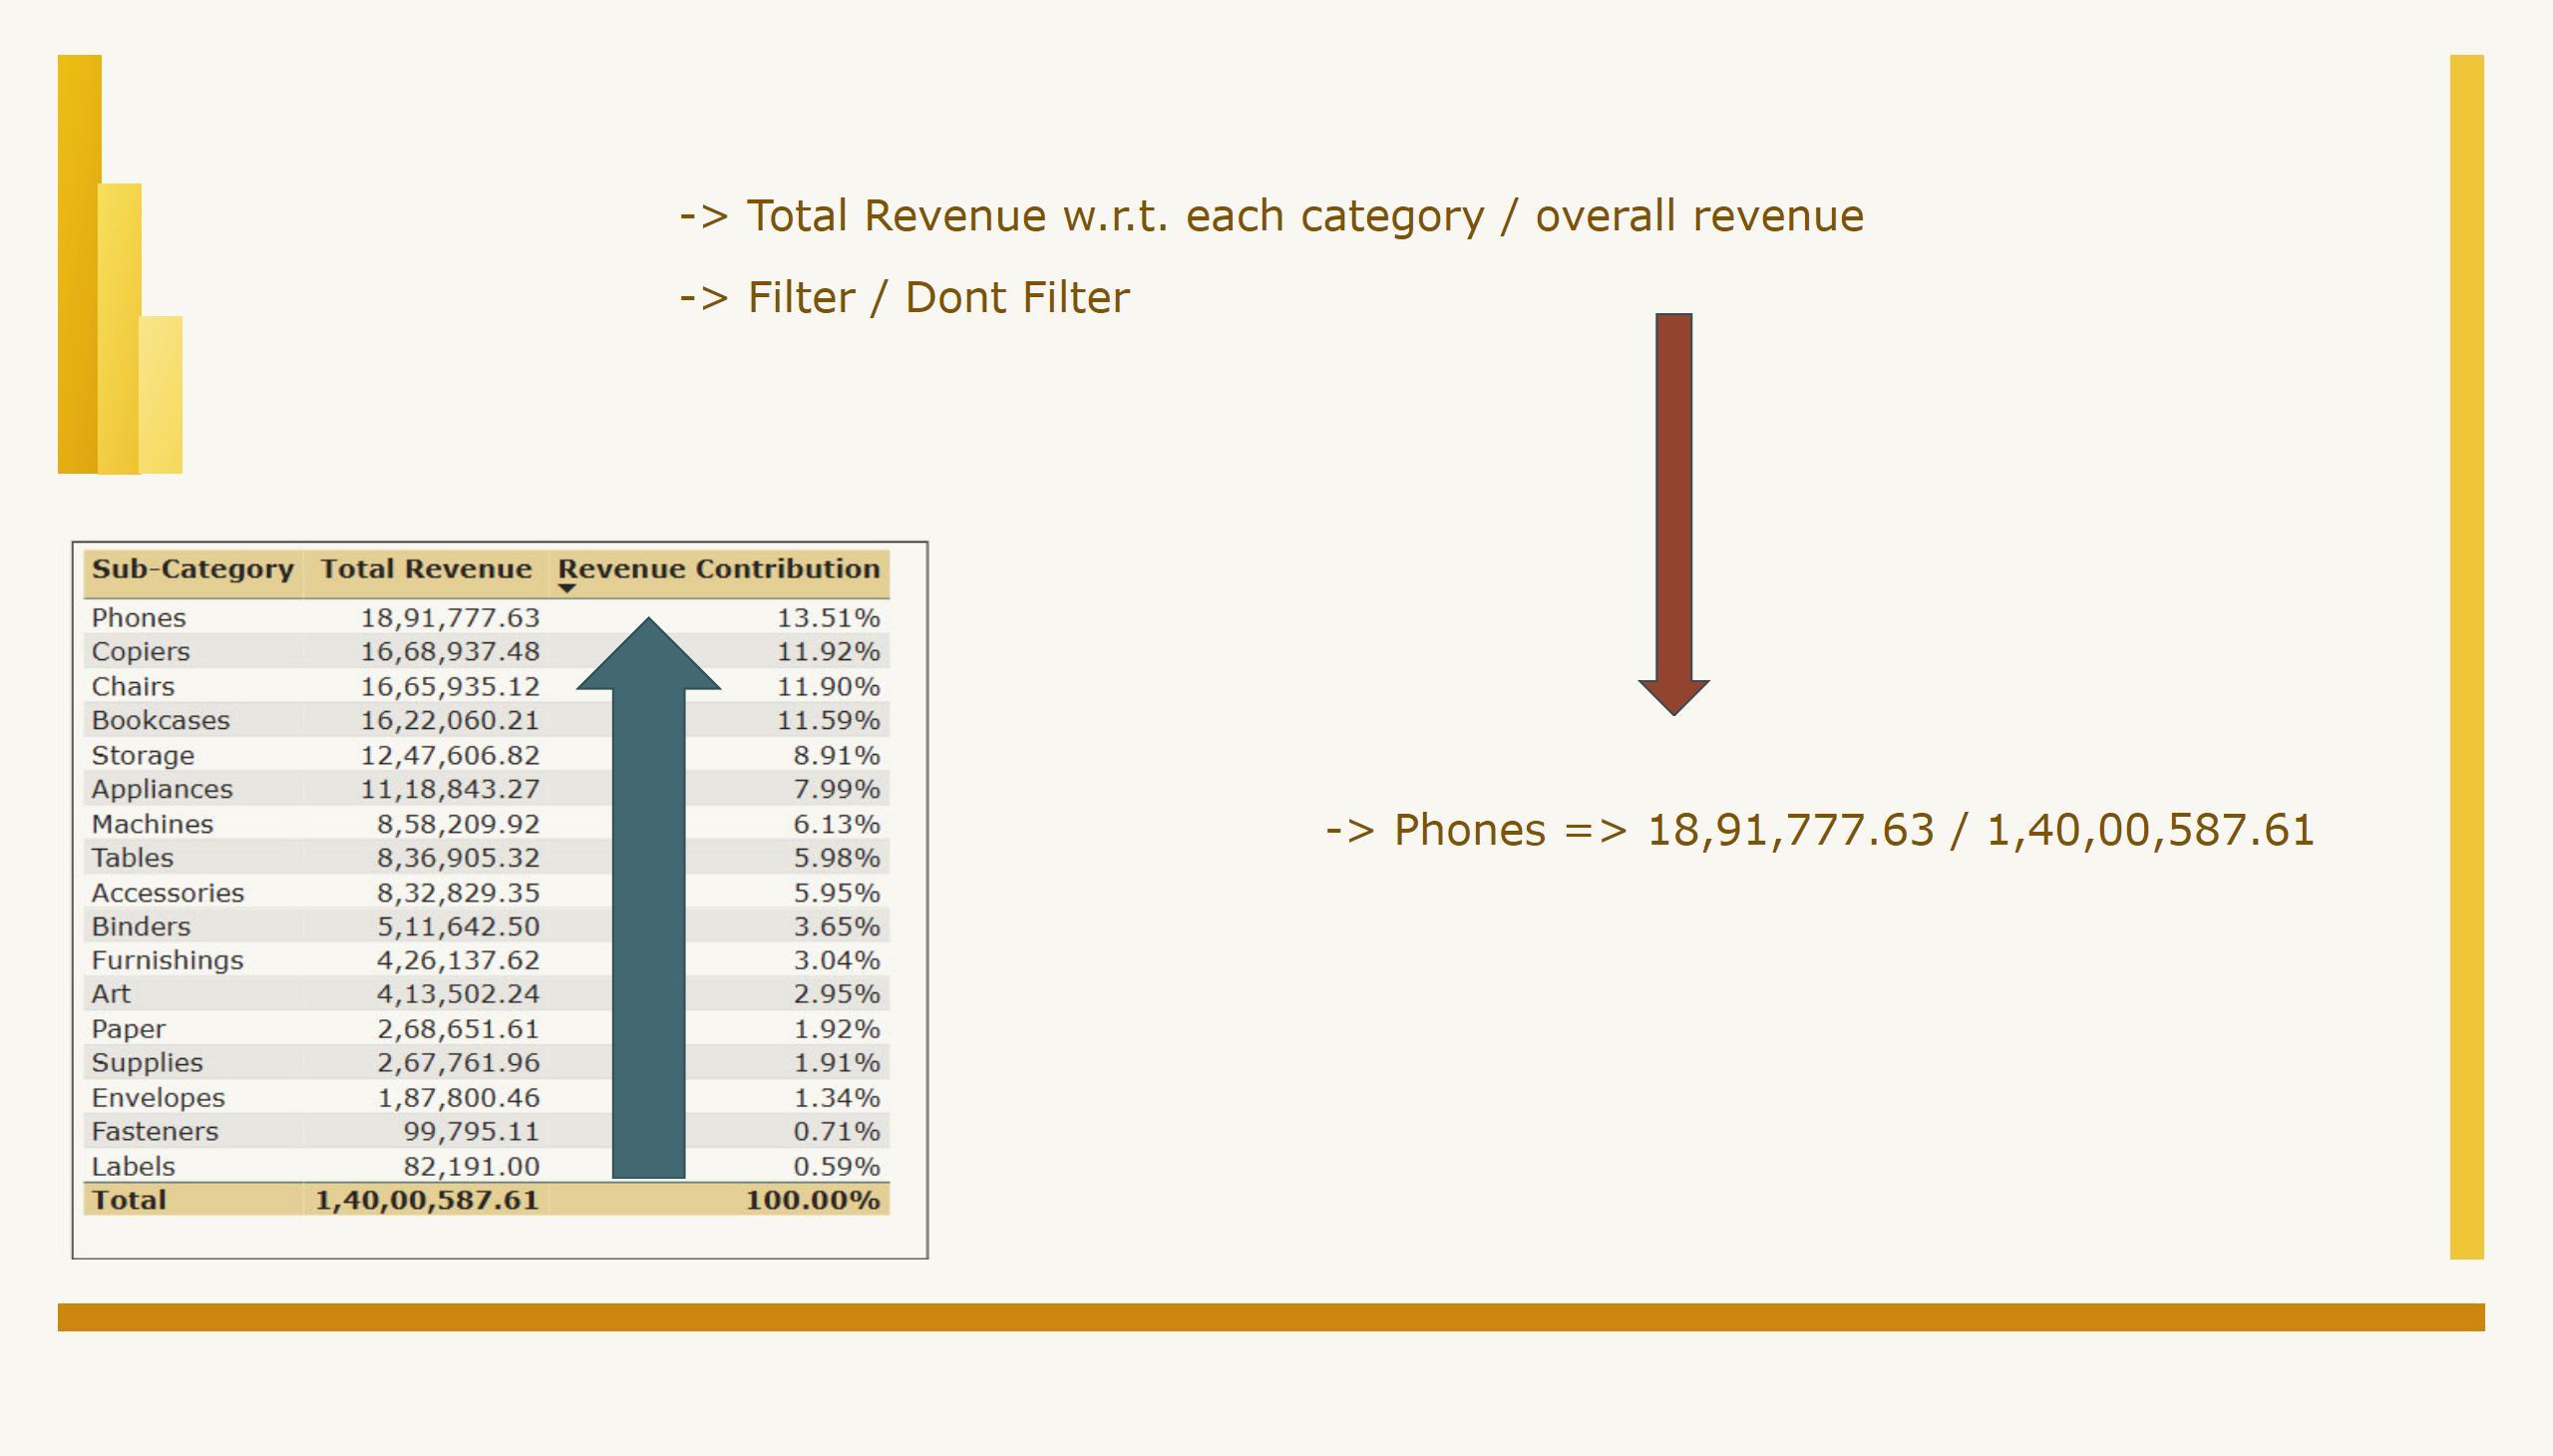 -> Total Revenue w.r.t. each category / overall revenue
-> Filter / Dont Filter
Sub-Category Total Revenue Revenue Contribution
Phones 18,91,777.63 13.51%
Copiers 16,68,937.48 11.92%
Chairs 16,65,935.12 11.90%
Bookcases 16,22,060.21 11.59%
Storage 12,47,606.82 8.91%
Appliances 11,18,843.27 7.99%
Machines 8,58,209.92 6.13%
Tables 8,36,905.32 5.98%
Accessories 8,32,829.35 5.95%
Binders 5,11,642.50 3.65%
Furnishings 4,26,137.62 3.04%
Art 4,13,502.24 2.95%
Paper 2,68,651.61 1.92%
Supplies 2,67,761.96 1.91%
Envelopes 1,87,800.46 1.34%
Fasteners 99,795.11 0.71%
Labels 82,191.00 0.59%
Total 1,40,00,587.61 100.00%
-> Phones => 18,91,777.63 / 1,40,00,587.61